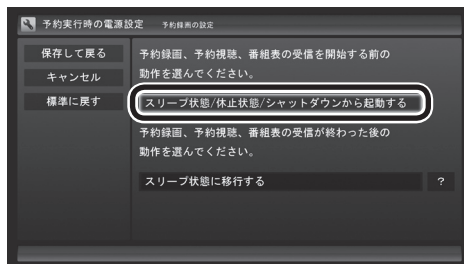 予約実行時の電源設定 予約録画の設定
保存して戻る
キャンセル
標準に戻す
予約録画、予約視聴、番組表の受信を開始する前の
動作を選んでください。
スリープ状態/休止状態/シャットダウンから起動する
予約録画、予約視聴、番組表の受信が終わった後の
動作を選んでください。
スリープ状態に移行する ?